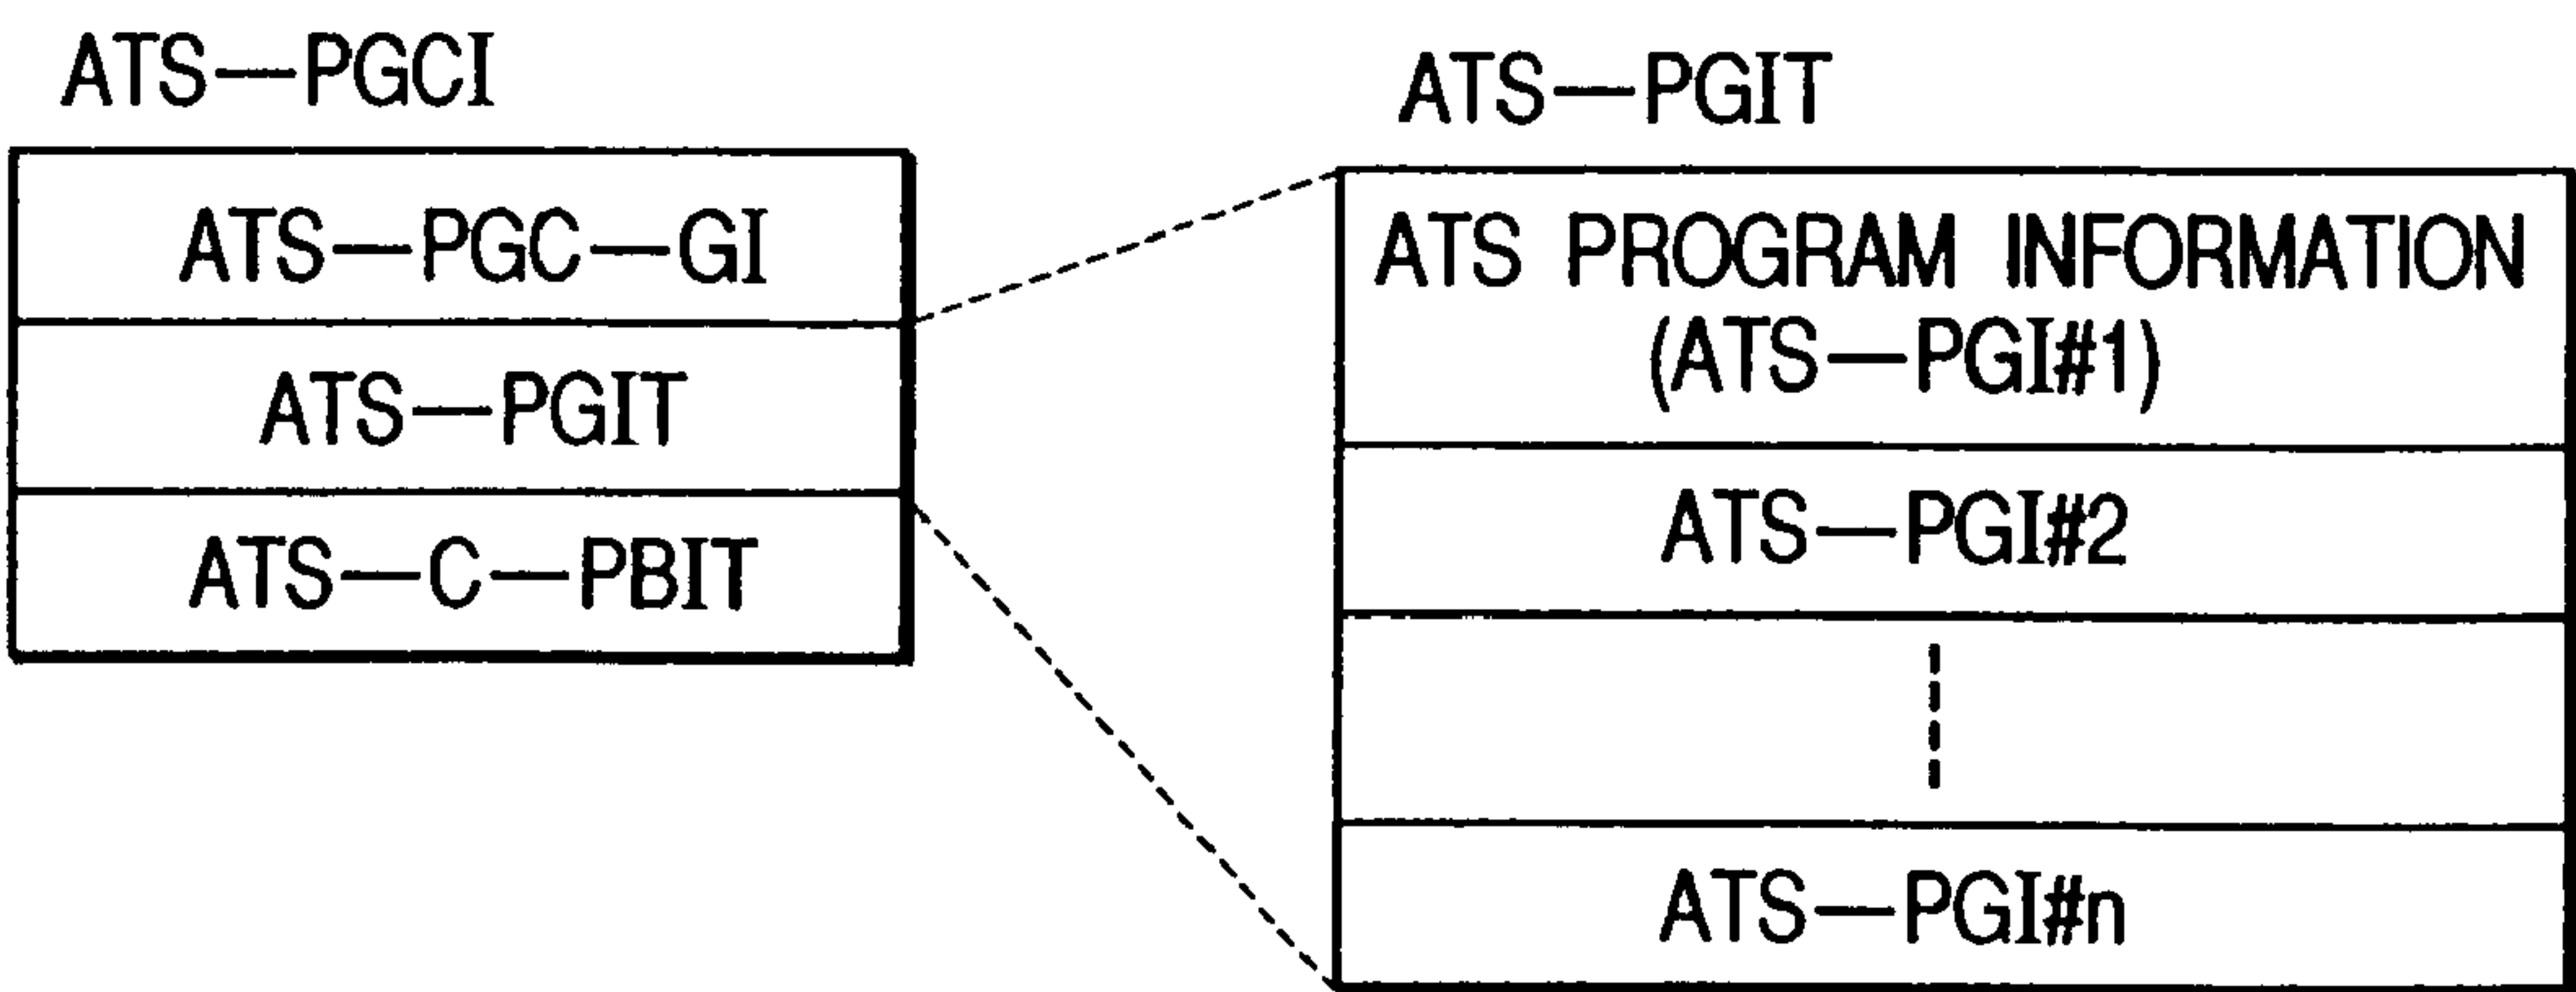 ATS—PGCI
ATS—PGC—GI
ATS—PGIT
ATS—C—PBIT
ATS—PGIT
ATS PROGRAM INFORMATION
(ATS—PGI#1)
ATS—PGI#2
ATS—PGI#n